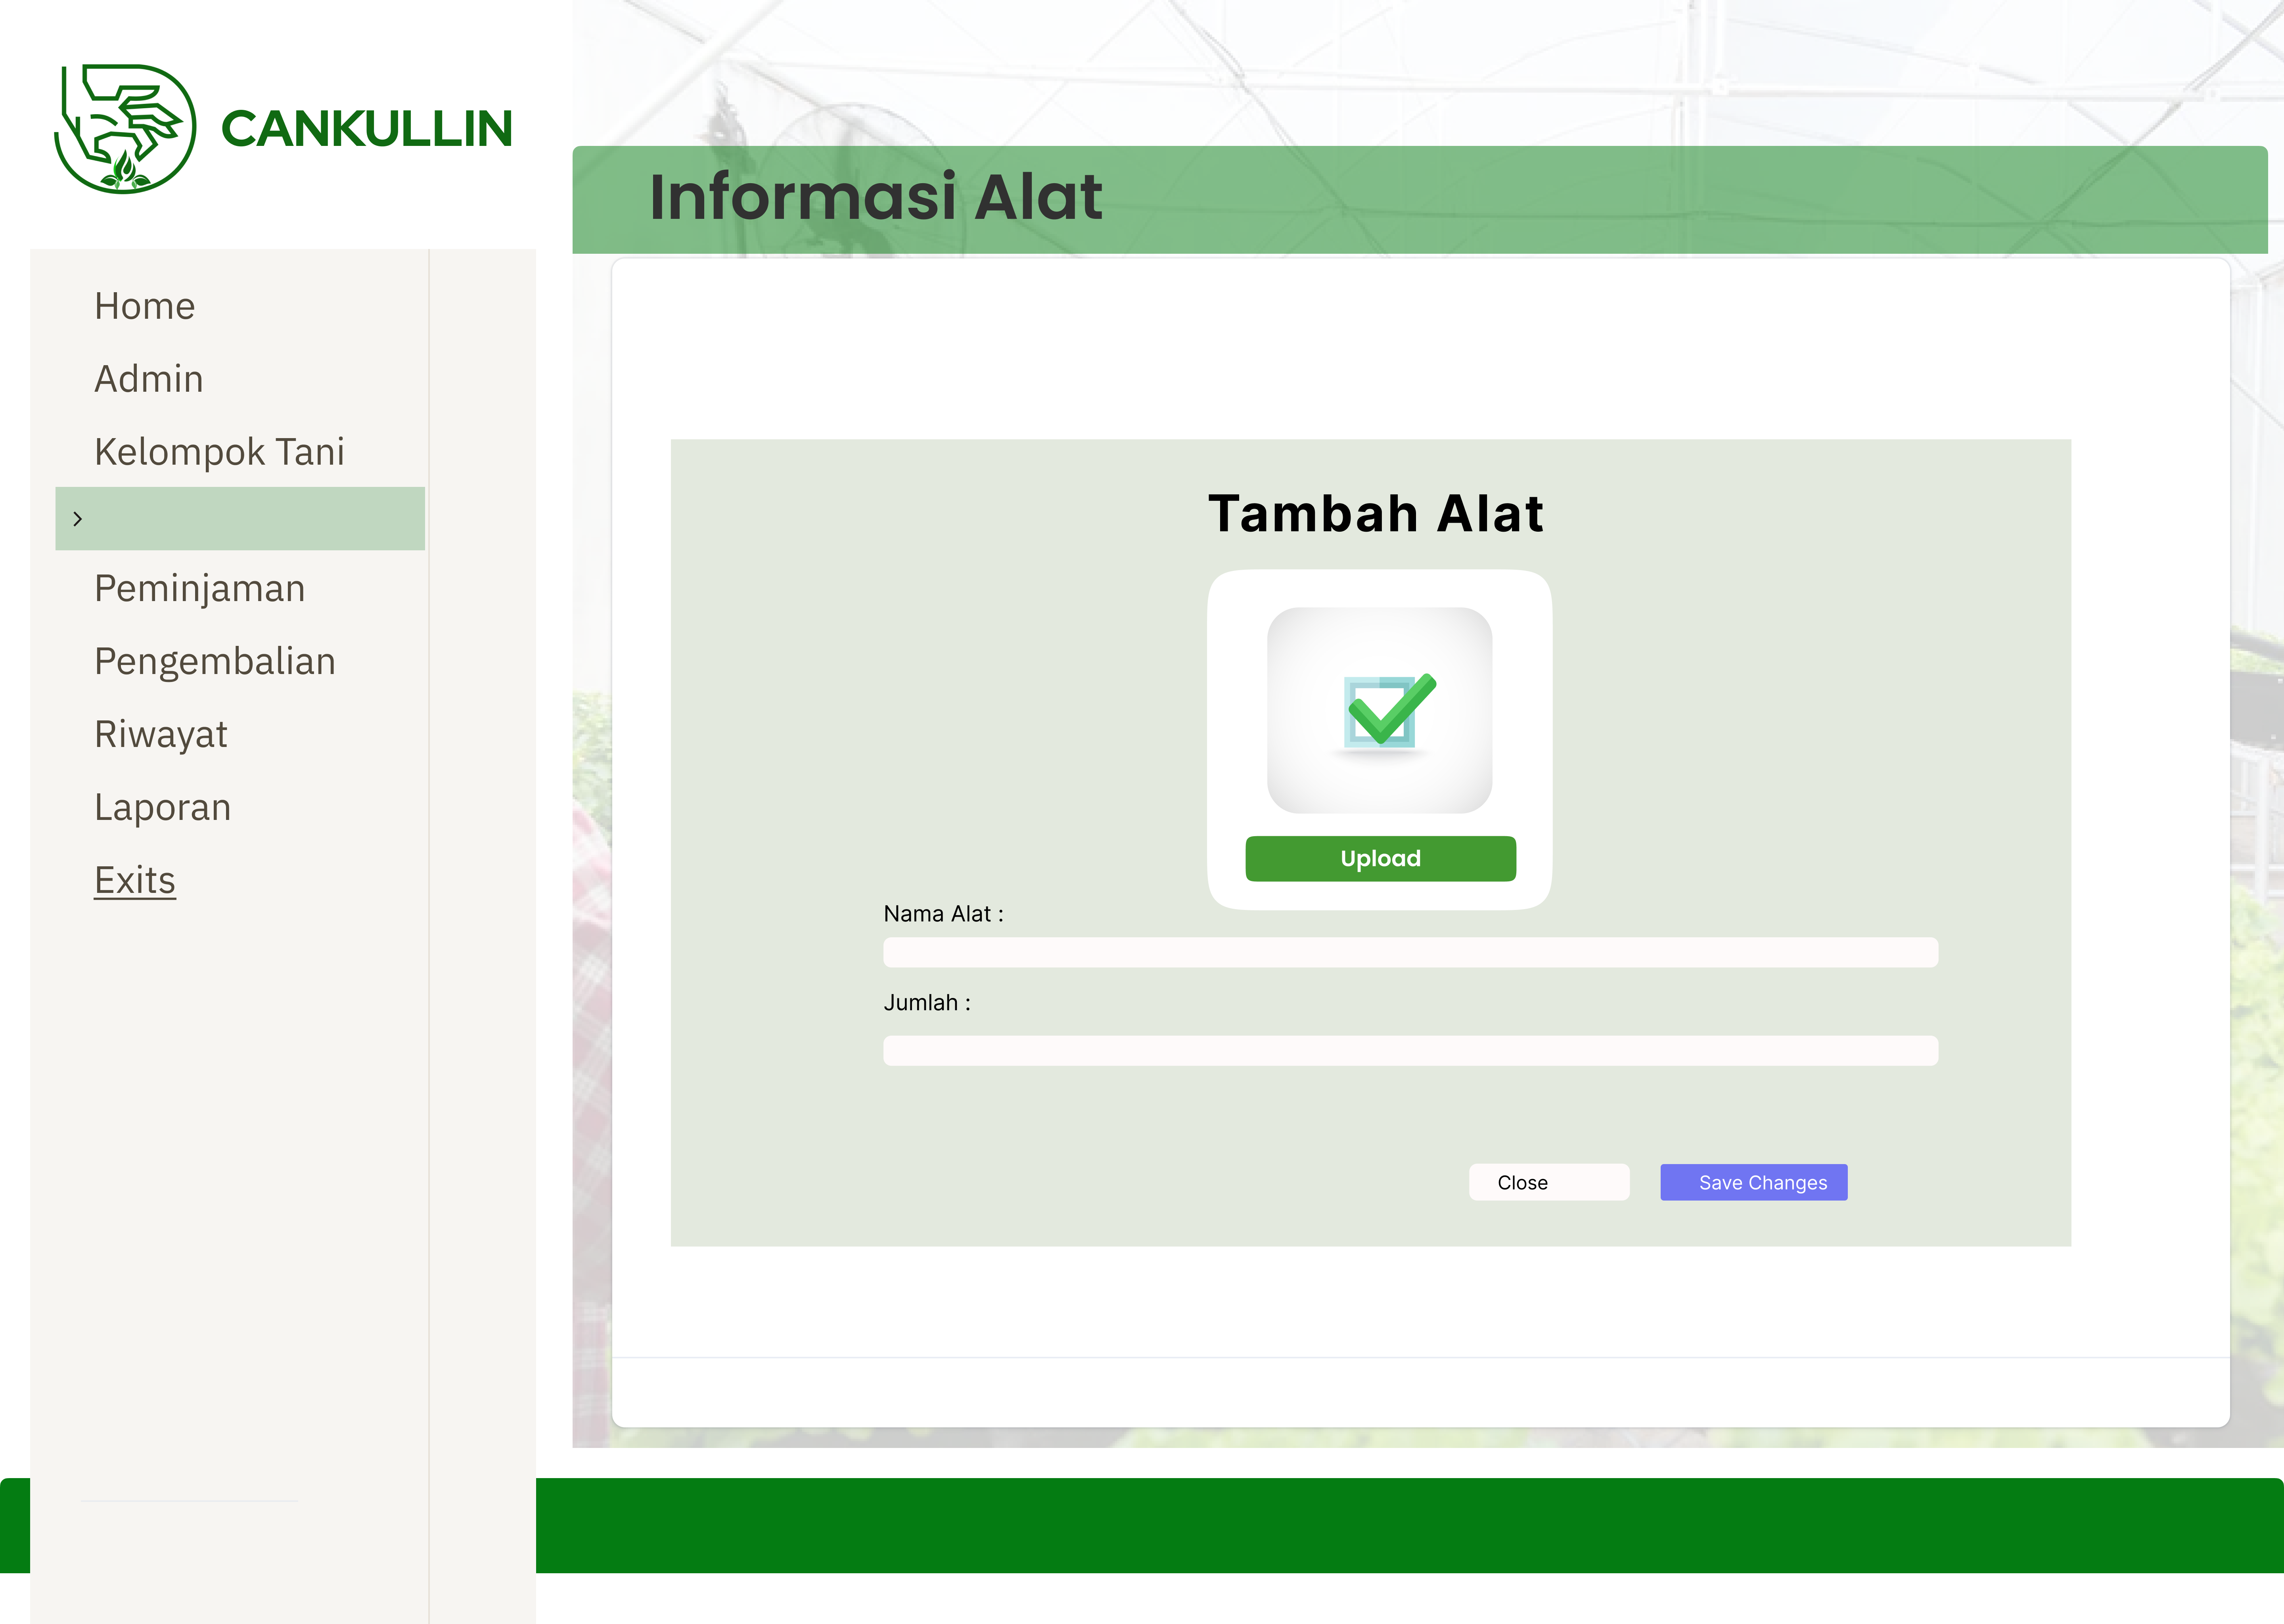 CANKULLIN
Informasi Alat
Home
Admin
Kelompok Tani
Peminjaman
Pengembalian
Riwayat
Laporan
Exits
Tambah Alat
Upload
Nama Alat :
Jumlah :
Close
Save Changes